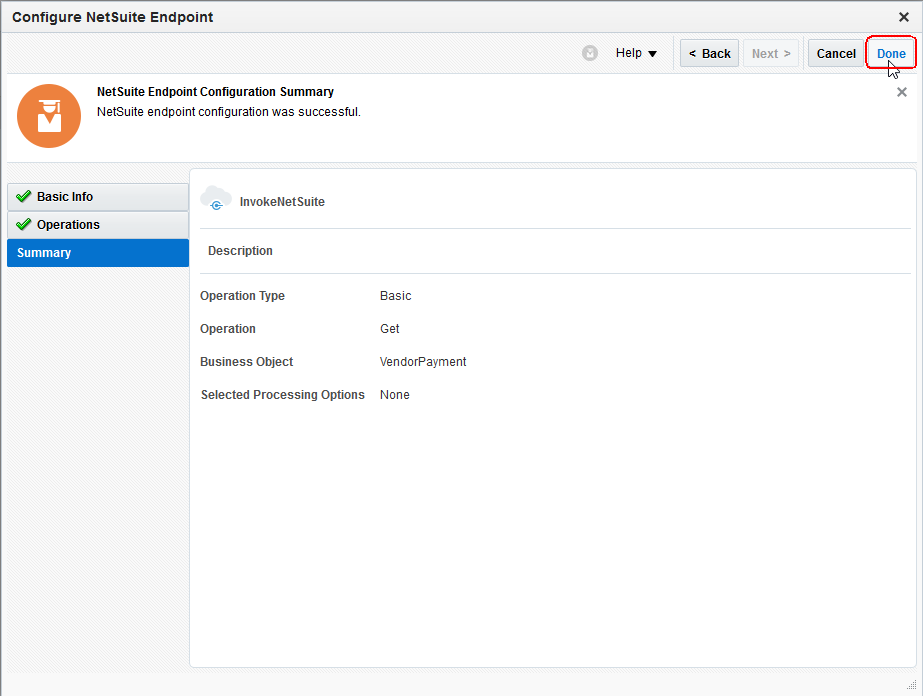 Configure NetSuite Endpoint
Help
< Back
Next >
Cancel
Done
NetSuite Endpoint Configuration Summary
NetSuite endpoint configuration was successful.
Basic Info
Operations
Summary
InvokeNetSuite
Description
Operation Type Basic
Operation Get
Business Object VendorPayment
Selected Processing Options None